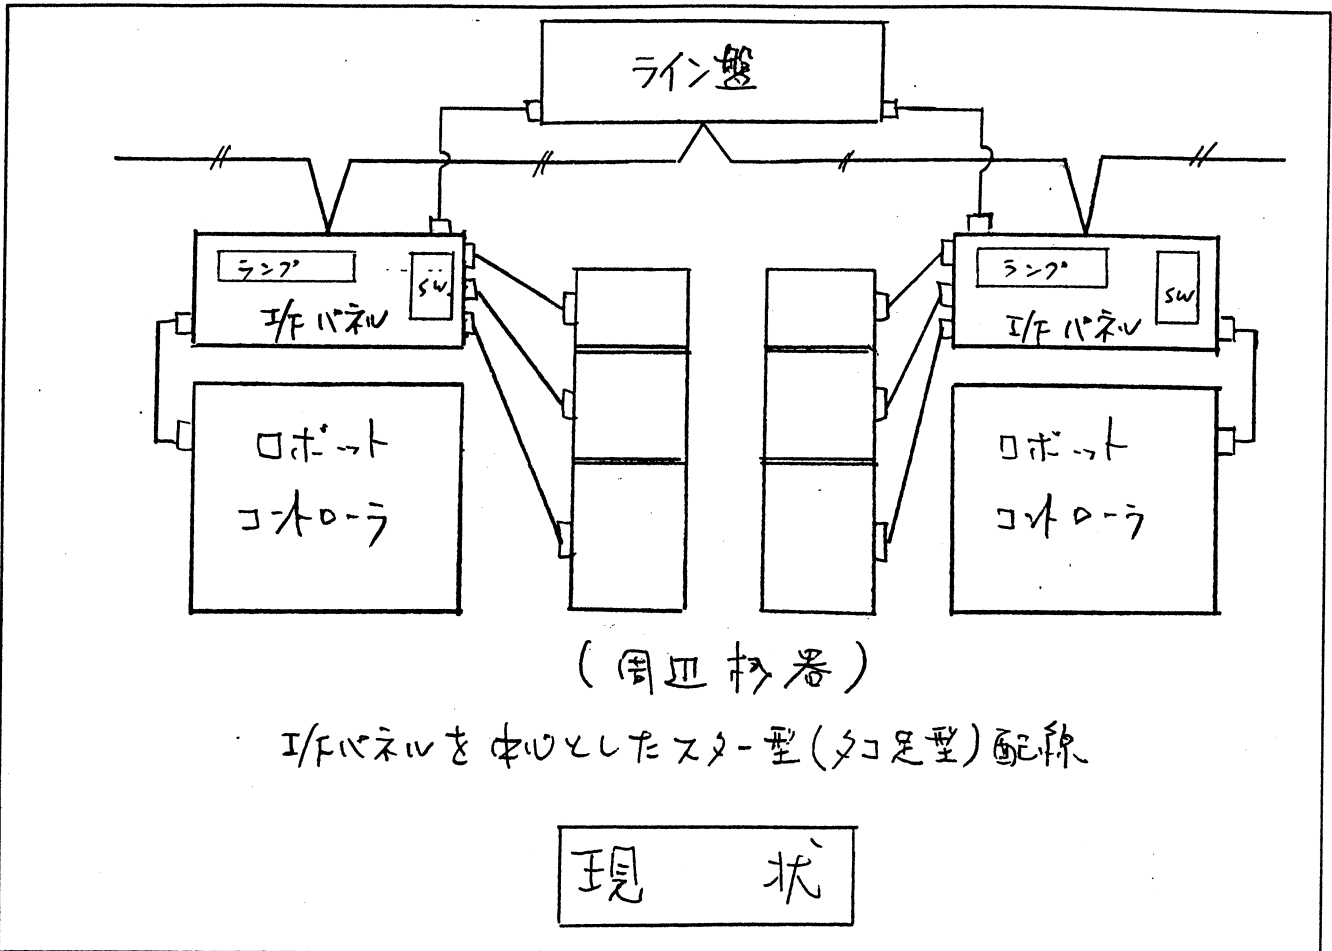 ライン盤
ランプ
SW.
I/Fパネル
ランプ
SW
I/Fパネル
ロボット
コントローラ
ロボット
コントローラ
(周辺機器)
I/Fパネルを中心としたスター型(タコ足型)配線
現 状